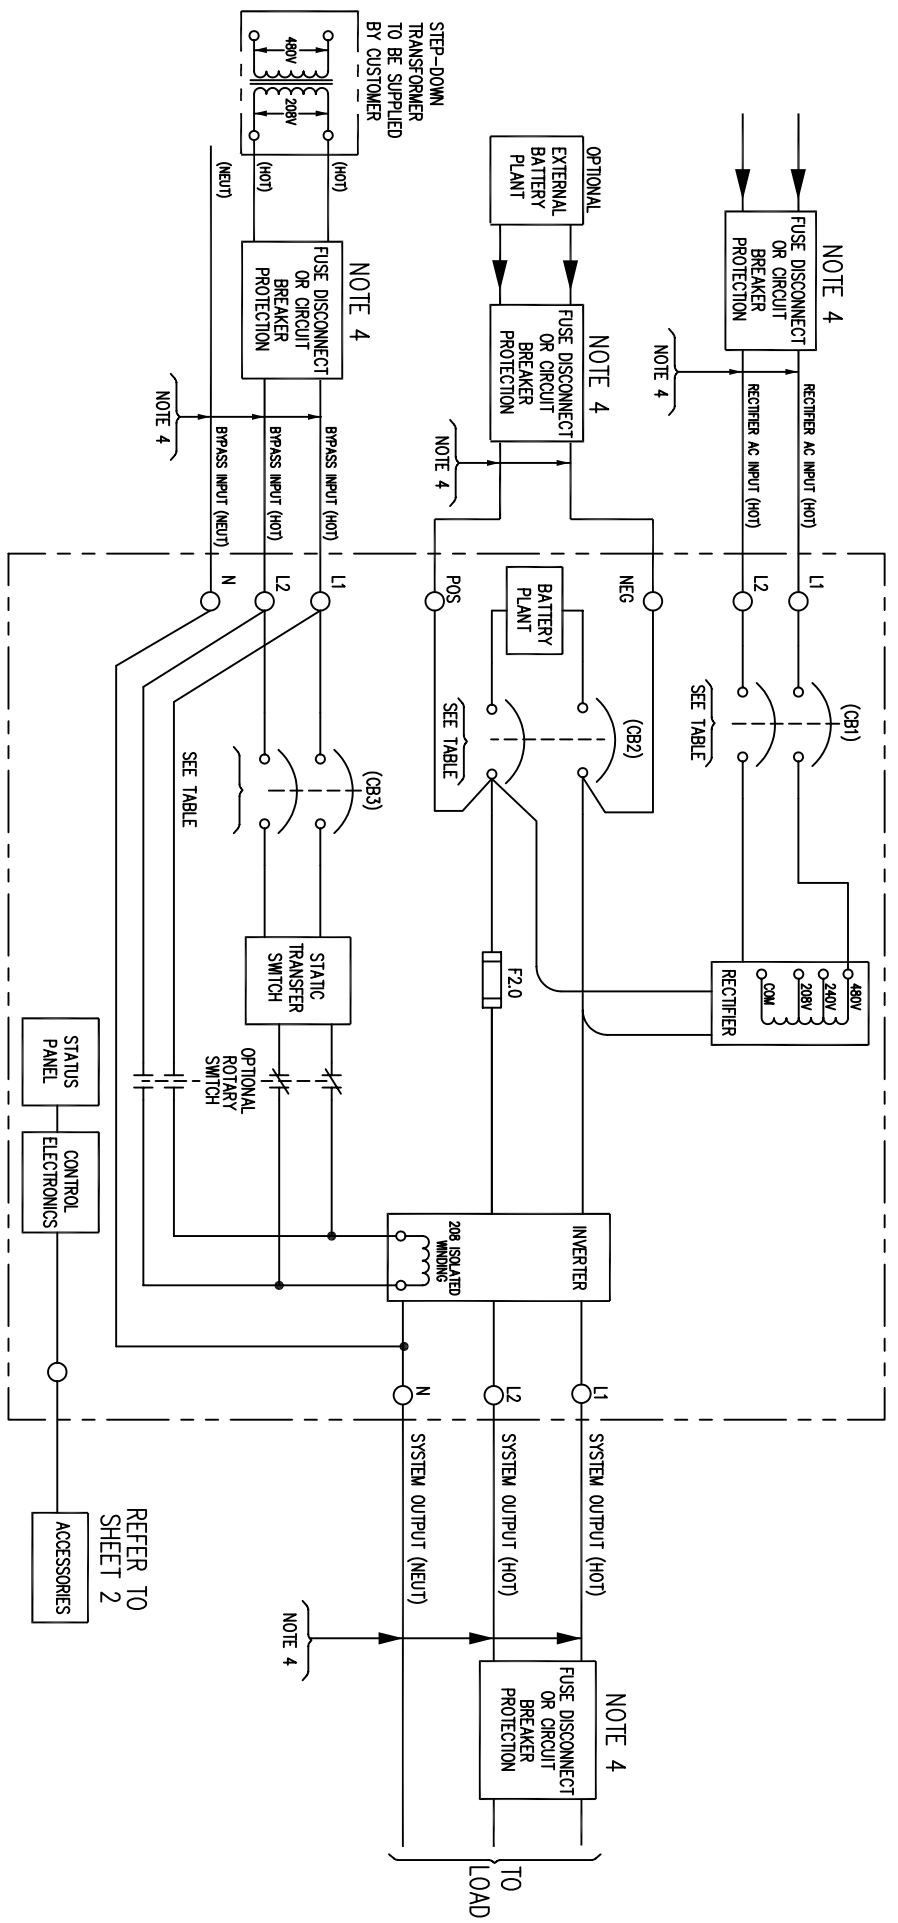 NOTE 4
FUSE DISCONNECT
OR CIRCUIT
BREAKER
PROTECTION
RECTIFIER AC INPUT (HOT)
RECTIFIER AC INPUT (HOT)
NOTE 4
L1
L2
(CB1)
SEE TABLE
480V
240V
208V
COM
RECTIFIER
OPTIONAL
EXTERNAL
BATTERY
PLANT
NOTE 4
FUSE DISCONNECT
OR CIRCUIT
BREAKER
PROTECTION
NOTE 4
NEG
POS
BATTERY
PLANT
(CB2)
SEE TABLE
F2.0
INVERTER
208 ISOLATED
WINDING
L1
L2
N
SYSTEM OUTPUT (HOT)
SYSTEM OUTPUT (HOT)
SYSTEM OUTPUT (NEUT)
NOTE 4
NOTE 4
FUSE DISCONNECT
OR CIRCUIT
BREAKER
PROTECTION
TO
LOAD
STEP-DOWN
TRANSFORMER
TO BE SUPPLIED
BY CUSTOMER
480V
208V
(HOT)
(HOT)
(NEUT)
NOTE 4
FUSE DISCONNECT
OR CIRCUIT
BREAKER
PROTECTION
BYPASS INPUT (HOT)
BYPASS INPUT (HOT)
BYPASS INPUT (NEUT)
NOTE 4
L1
L2
N
(CB3)
SEE TABLE
STATIC
TRANSFER
SWITCH
OPTIONAL
ROTARY
SWITCH
STATUS
PANEL
CONTROL
ELECTRONICS
REFER TO
SHEET 2
ACCESSORIES